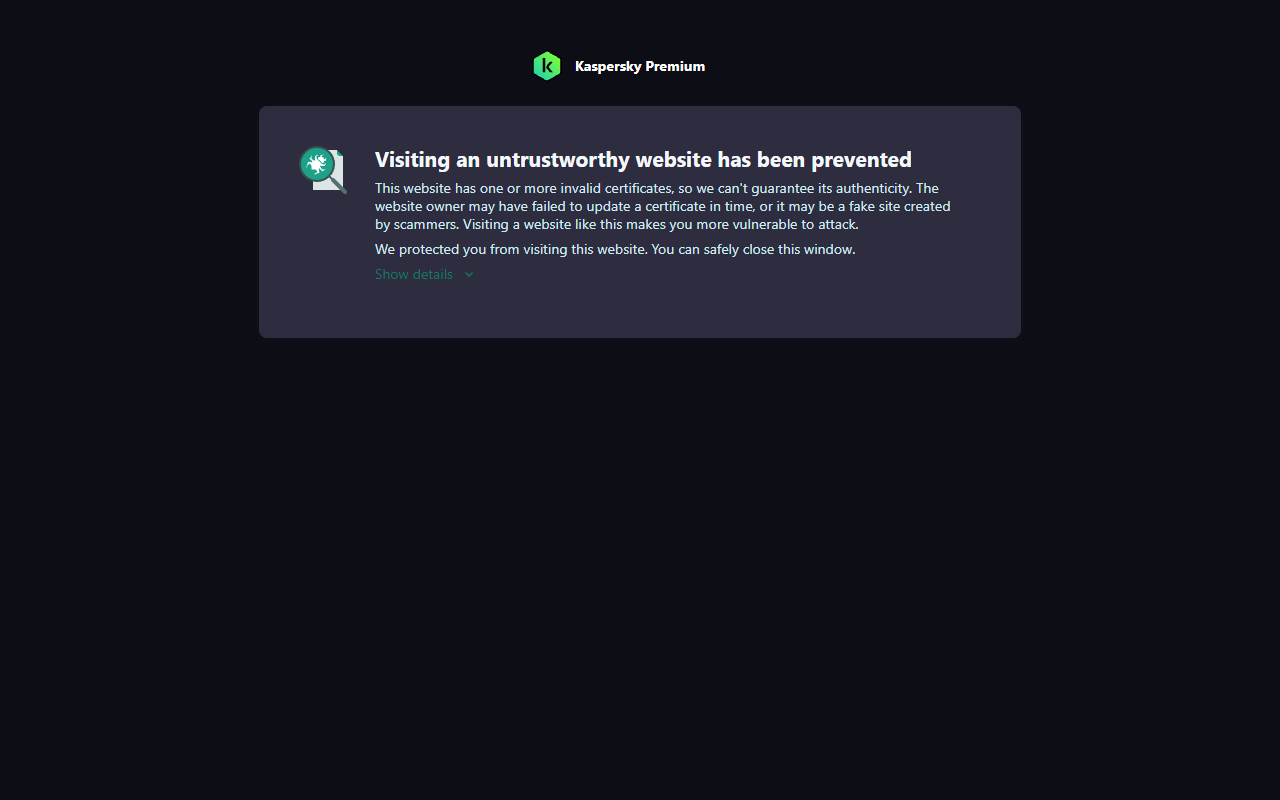 Kaspersky Premium
Visiting an untrustworthy website has been prevented
This website has one or more invalid certificates, so we can't guarantee its authenticity. The
website owner may have failed to update a certificate in time, or it may be a fake site created
by scammers. Visiting a website like this makes you more vulnerable to attack.
We protected you from visiting this website. You can safely close this window.
Show details